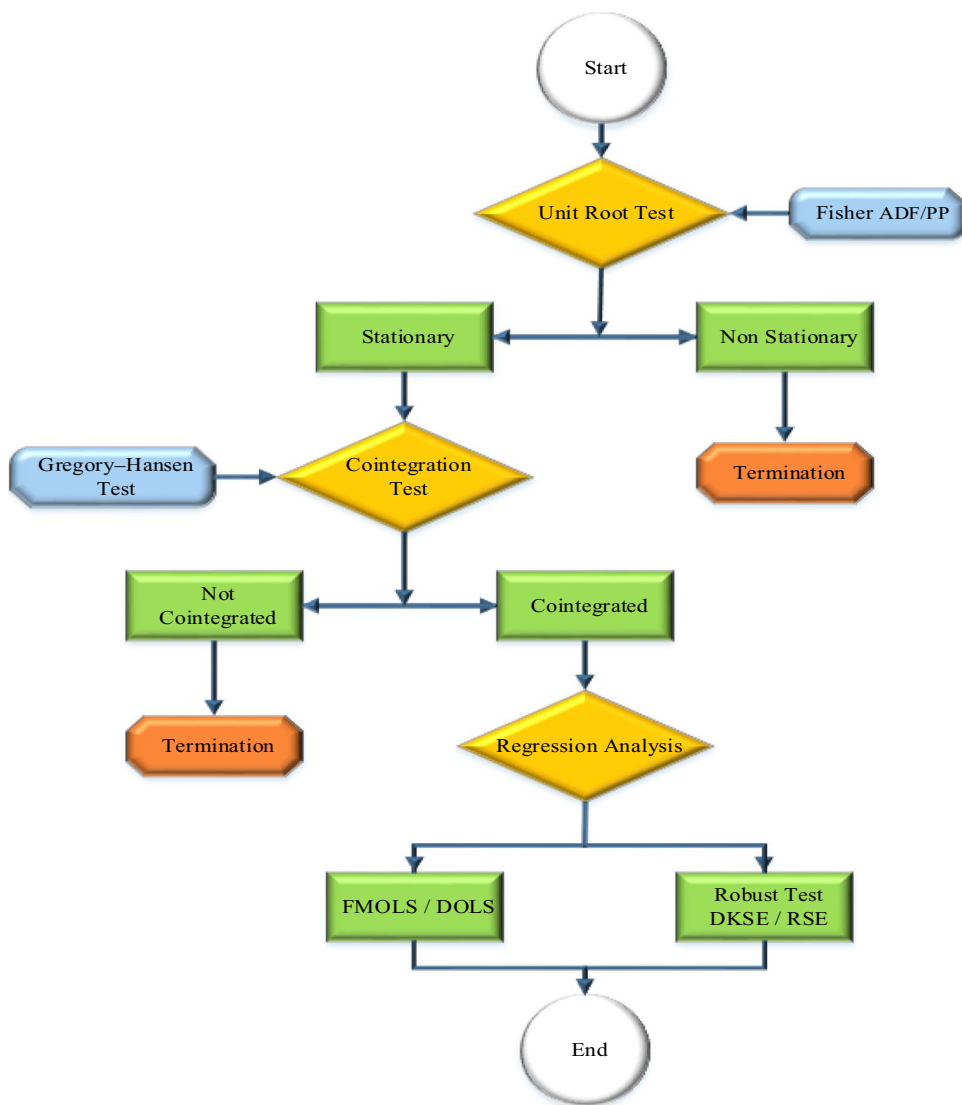 Start
Unit Root Test
Fisher ADF/PP
Stationary
Non Stationary
Gregory–Hansen
Test
Cointegration
Test
Termination
Not
Cointegrated
Cointegrated
Termination
Regression Analysis
FMOLS / DOLS
Robust Test
DKSE / RSE
End